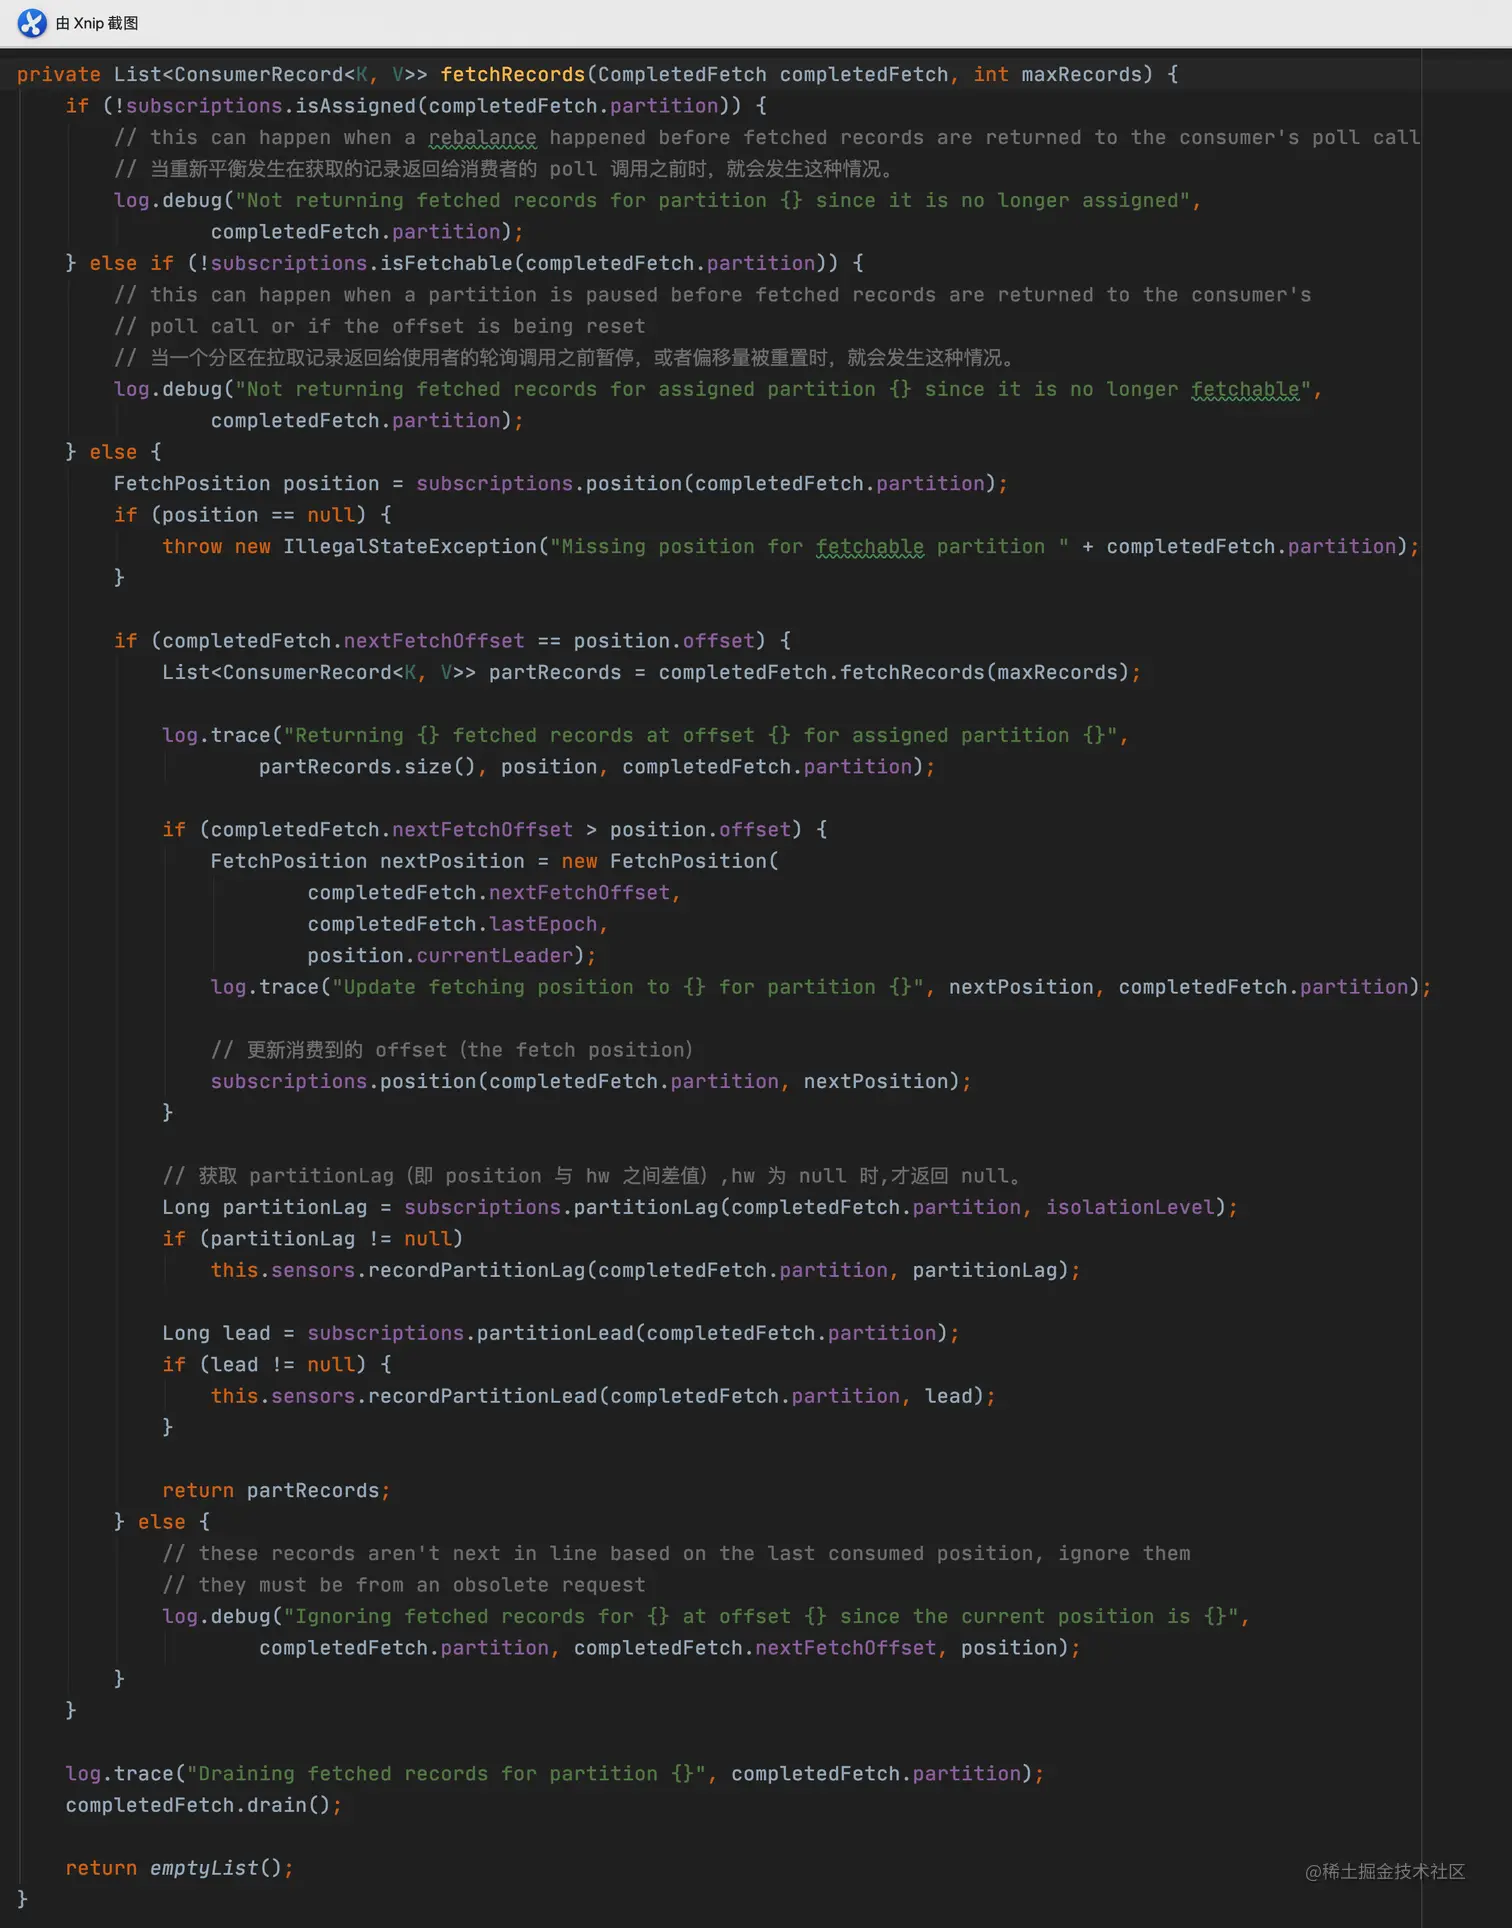 由 Xnip 截图
private List<ConsumerRecord<K, V>> fetchRecords(CompletedFetch completedFetch, int maxRecords) {
if (!subscriptions.isAssigned(completedFetch.partition)) {
// this can happen when a rebalance happened before fetched records are returned to the consumer's poll call
// 当重新平衡发生在获取的记录返回给消费者的 poll 调用之前时，就会发生这种情况。
log.debug("Not returning fetched records for partition {} since it is no longer assigned",
completedFetch.partition);
} else if (!subscriptions.isFetchable(completedFetch.partition)) {
// this can happen when a partition is paused before fetched records are returned to the consumer's
// poll call or if the offset is being reset
// 当一个分区在拉取记录返回给使用者的轮询调用之前暂停，或者偏移量被重置时，就会发生这种情况。
log.debug("Not returning fetched records for assigned partition {} since it is no longer fetchable",
completedFetch.partition);
} else {
FetchPosition position = subscriptions.position(completedFetch.partition);
if (position == null) {
throw new IllegalStateException("Missing position for fetchable partition " + completedFetch.partition);
}
if (completedFetch.nextFetchOffset == position.offset) {
List<ConsumerRecord<K, V>> partRecords = completedFetch.fetchRecords(maxRecords);
log.trace("Returning {} fetched records at offset {} for assigned partition {}",
partRecords.size(), position, completedFetch.partition);
if (completedFetch.nextFetchOffset > position.offset) {
FetchPosition nextPosition = new FetchPosition(
completedFetch.nextFetchOffset,
completedFetch.lastEpoch,
position.currentLeader);
log.trace("Update fetching position to {} for partition {}", nextPosition, completedFetch.partition);
// 更新消费到的 offset（the fetch position）
subscriptions.position(completedFetch.partition, nextPosition);
}
// 获取 partitionLag（即 position 与 hw 之间差值）,hw 为 null 时,才返回 null。
Long partitionLag = subscriptions.partitionLag(completedFetch.partition, isolationLevel);
if (partitionLag != null)
this.sensors.recordPartitionLag(completedFetch.partition, partitionLag);
Long lead = subscriptions.partitionLead(completedFetch.partition);
if (lead != null) {
this.sensors.recordPartitionLead(completedFetch.partition, lead);
}
return partRecords;
} else {
// these records aren't next in line based on the last consumed position, ignore them
// they must be from an obsolete request
log.debug("Ignoring fetched records for {} at offset {} since the current position is {}",
completedFetch.partition, completedFetch.nextFetchOffset, position);
}
}
log.trace("Draining fetched records for partition {}", completedFetch.partition);
completedFetch.drain();
return emptyList();
}
@稀土掘金技术社区